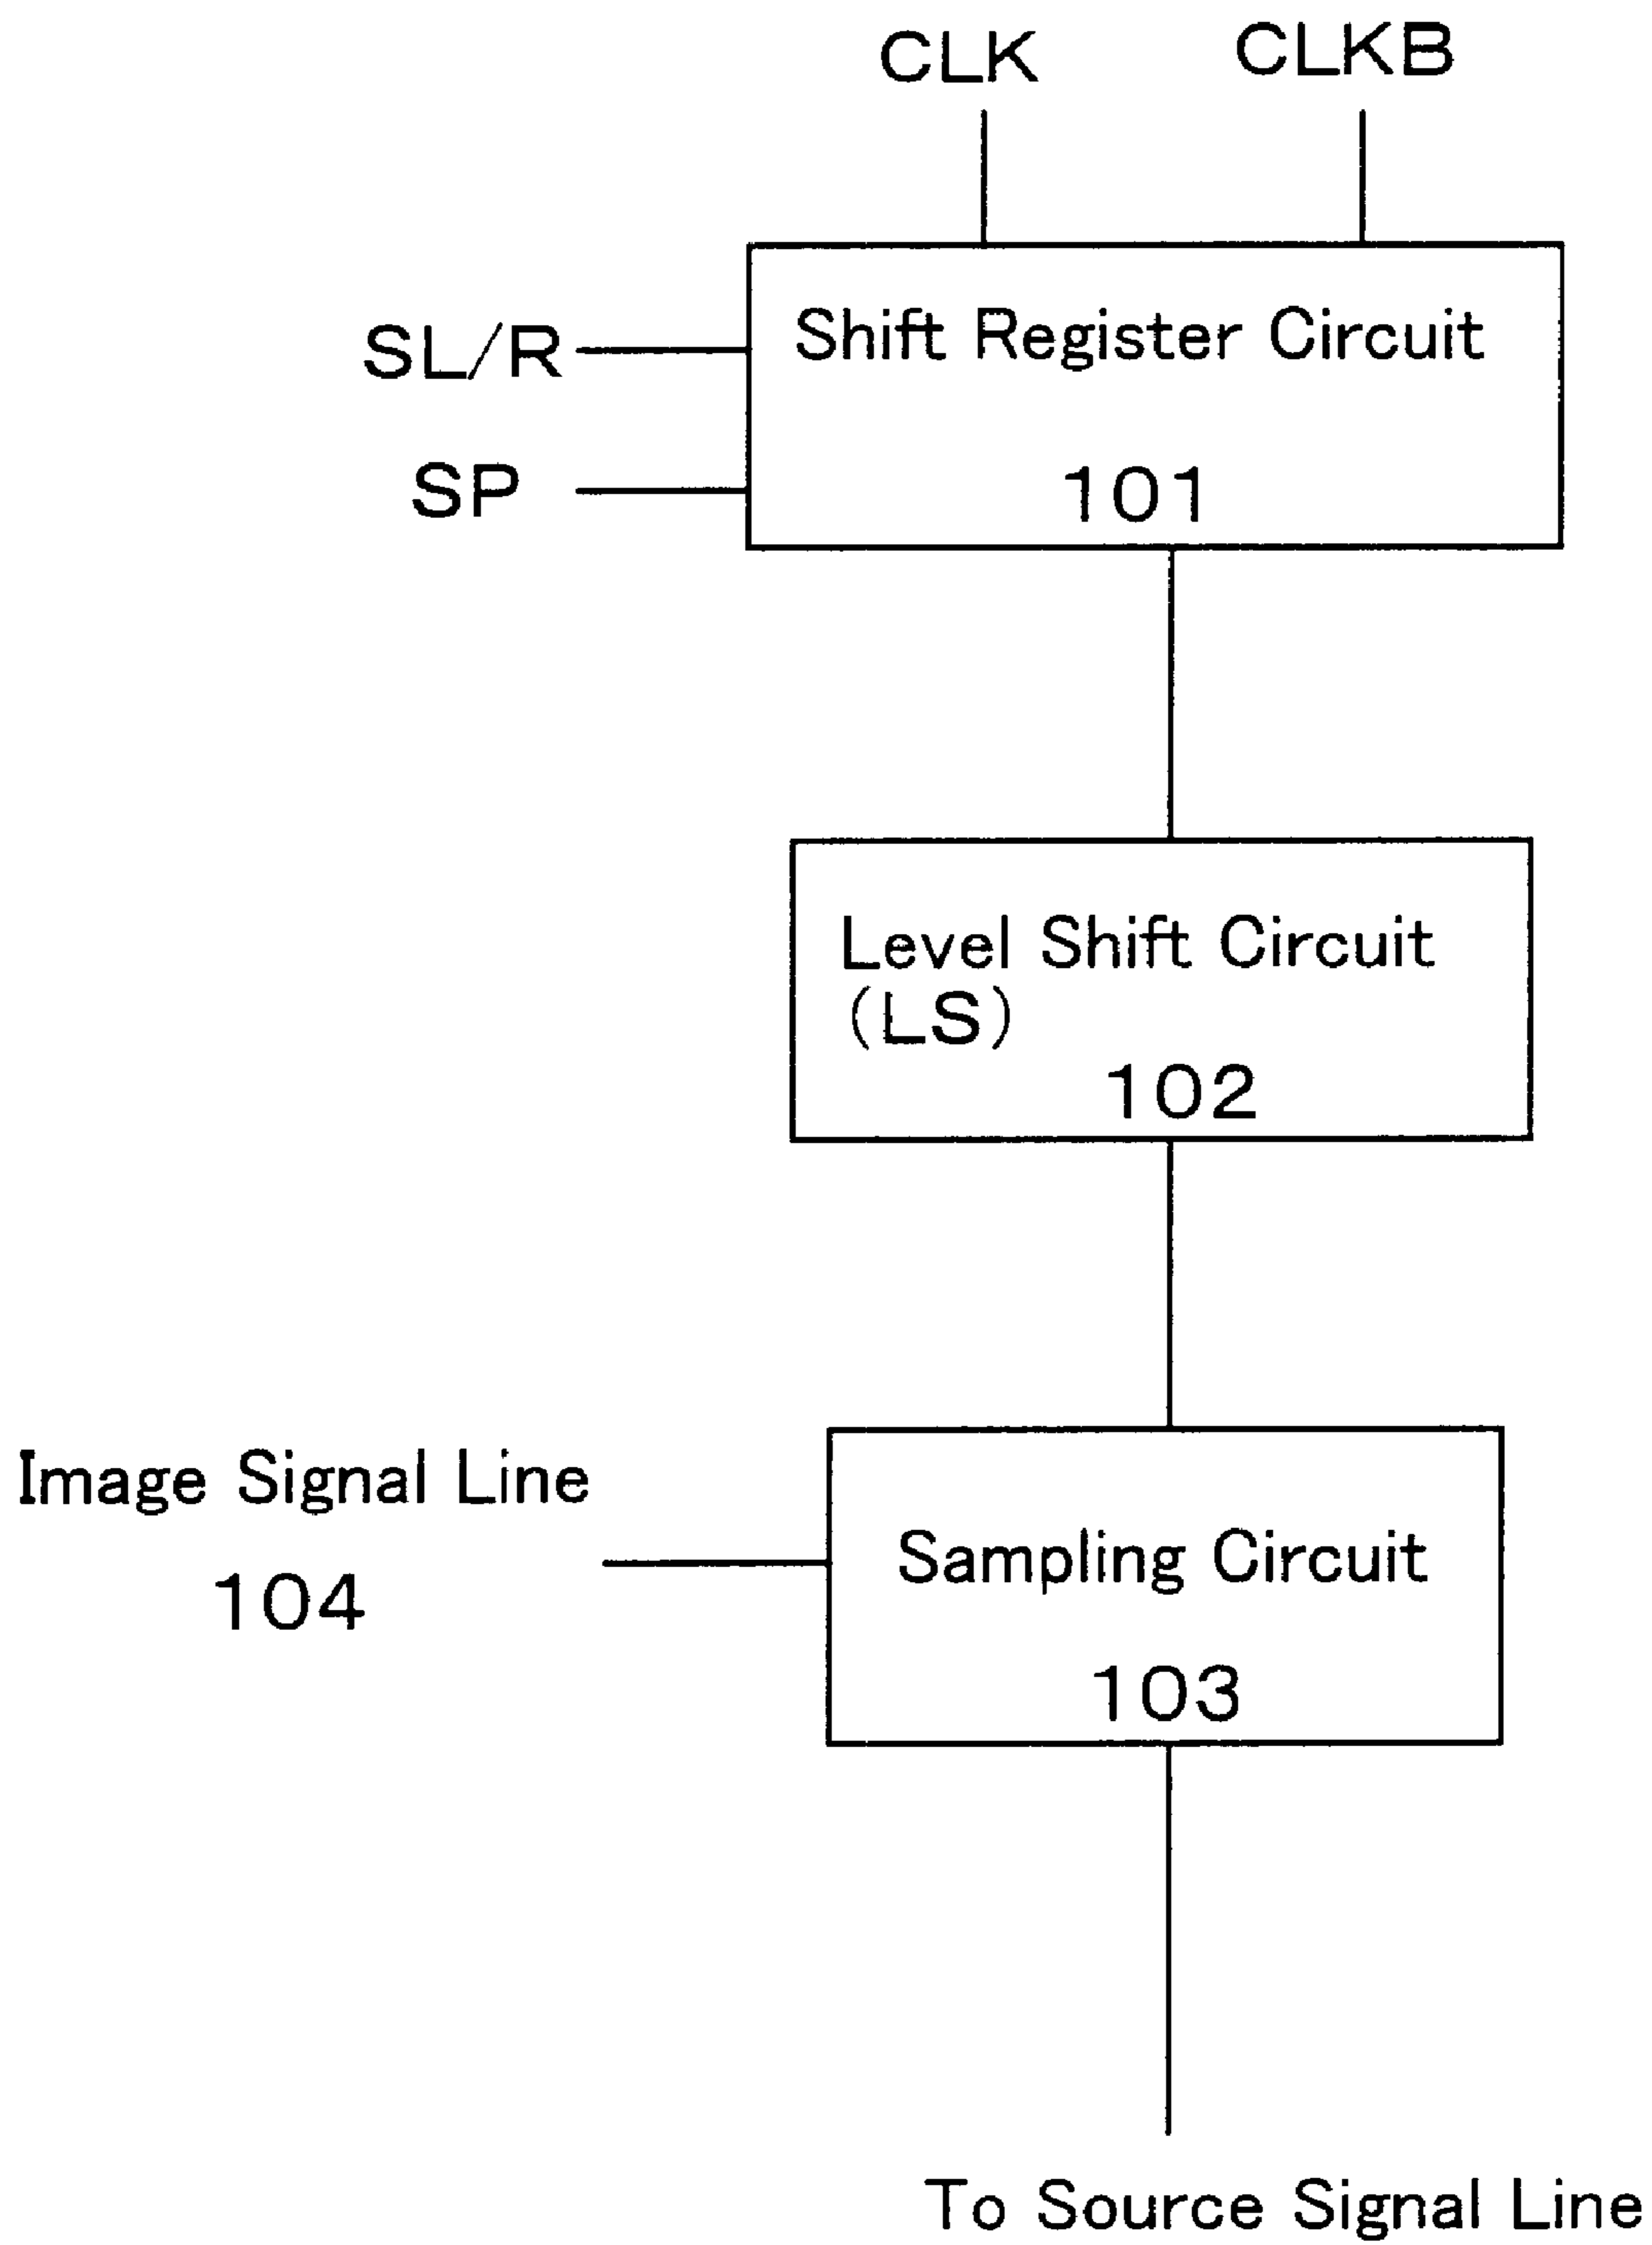 CLK
CLKB
SL/R
Shift Register Circuit
SP
101
Level Shift Circuit
(LS)
102
Image Signal Line
104
Sampling Circuit
103
To Source Signal Line